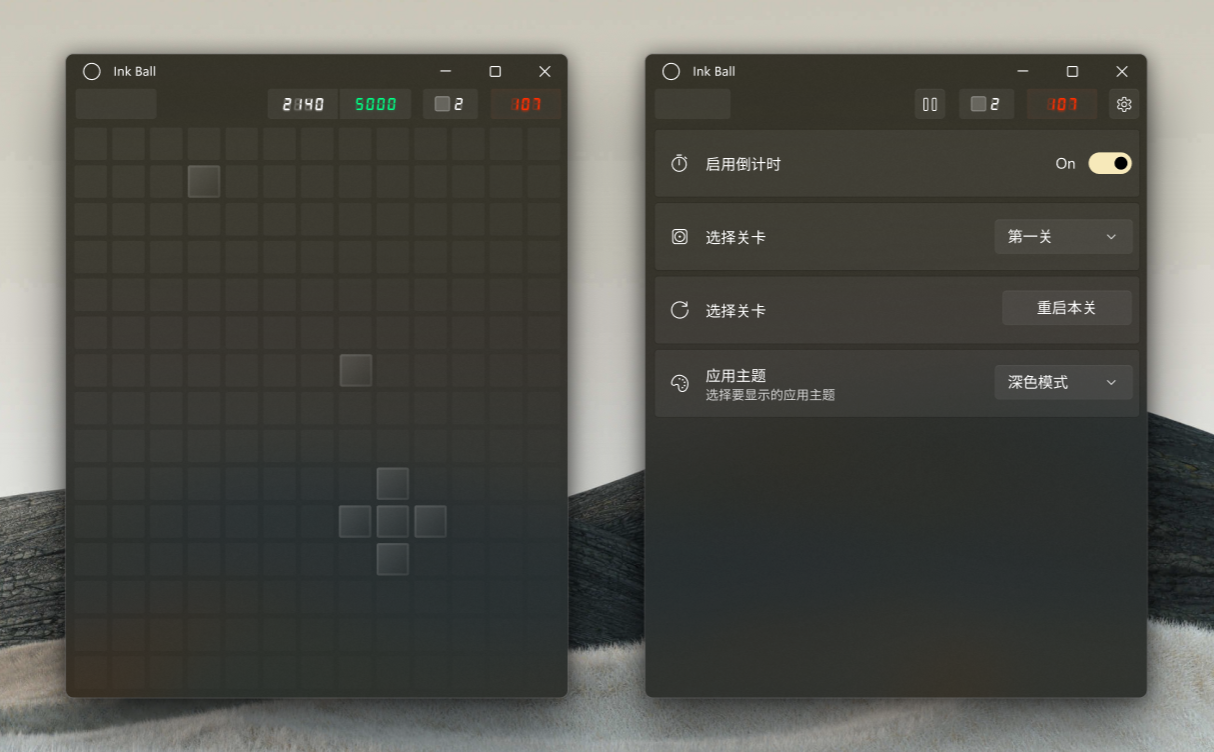 Ink Ball
2140 5000 2 107
Ink Ball
2 107
启用倒计时 On
选择关卡 第一关
选择关卡 重启本关
应用主题 深色模式
选择要显示的应用主题